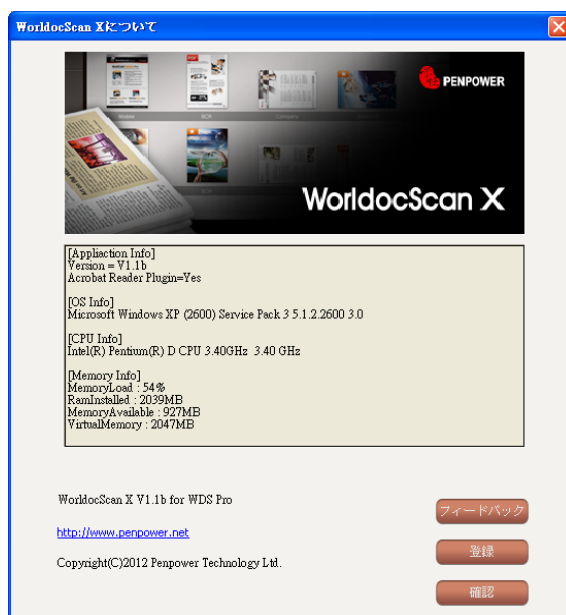 WorldocScan Xについて
PENPOWER
WorldocScan X
[Appliaction Info]
Version = V1.1b
Acrobat Reader Plugin=Yes
[OS Info]
Microsoft Windows XP (2600) Service Pack 3 5.1.2.2600 3.0
[CPU Info]
Intel(R) Pentium(R) D CPU 3.40GHz 3.40 GHz
[Memory Info]
MemoryLoad : 54%
RamInstalled : 2039MB
MemoryAvailable : 927MB
VirtualMemory : 2047MB
WorldocScan X V1.1b for WDS Pro
フィードバック
http://www.penpower.net
登録
Copyright(C)2012 Penpower Technology Ltd.
確認